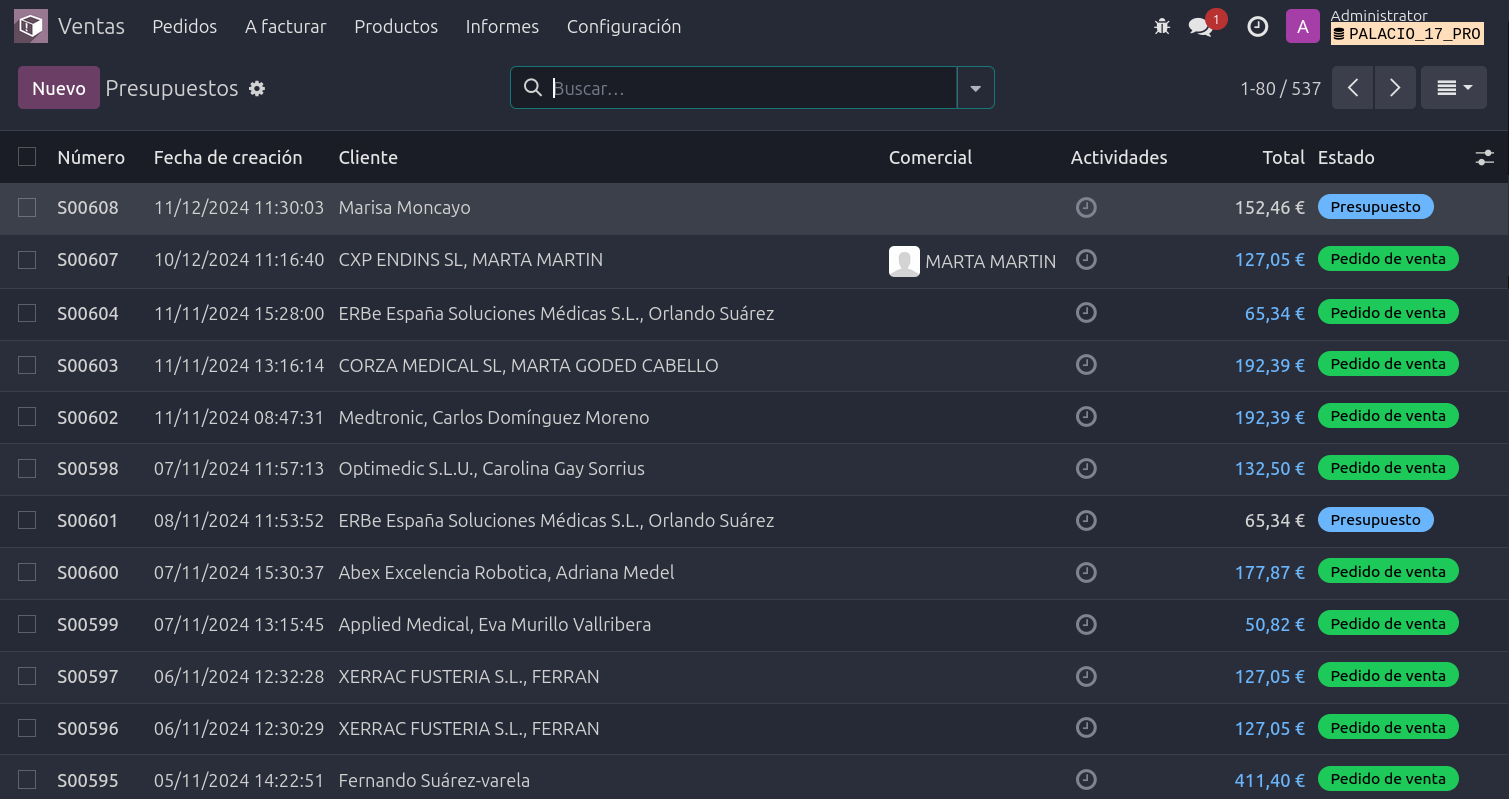 Ventas Pedidos A facturar Productos Informes Configuración 1 A Administrator
PALACIO_17_PRO
Nuevo Presupuestos Buscar... 1-80 / 537
Número Fecha de creación Cliente Comercial Actividades Total Estado
S00608 11/12/2024 11:30:03 Marisa Moncayo 152,46 € Presupuesto
S00607 10/12/2024 11:16:40 CXP ENDINS SL, MARTA MARTIN MARTA MARTIN 127,05 € Pedido de venta
S00604 11/11/2024 15:28:00 ERBe España Soluciones Médicas S.L., Orlando Suárez 65,34 € Pedido de venta
S00603 11/11/2024 13:16:14 CORZA MEDICAL SL, MARTA GODED CABELLO 192,39 € Pedido de venta
S00602 11/11/2024 08:47:31 Medtronic, Carlos Domínguez Moreno 192,39 € Pedido de venta
S00598 07/11/2024 11:57:13 Optimedic S.L.U., Carolina Gay Sorrius 132,50 € Pedido de venta
S00601 08/11/2024 11:53:52 ERBe España Soluciones Médicas S.L., Orlando Suárez 65,34 € Presupuesto
S00600 07/11/2024 15:30:37 Abex Excelencia Robotica, Adriana Medel 177,87 € Pedido de venta
S00599 07/11/2024 13:15:45 Applied Medical, Eva Murillo Vallribera 50,82 € Pedido de venta
S00597 06/11/2024 12:32:28 XERRAC FUSTERIA S.L., FERRAN 127,05 € Pedido de venta
S00596 06/11/2024 12:30:29 XERRAC FUSTERIA S.L., FERRAN 127,05 € Pedido de venta
S00595 05/11/2024 14:22:51 Fernando Suárez-varela 411,40 € Pedido de venta